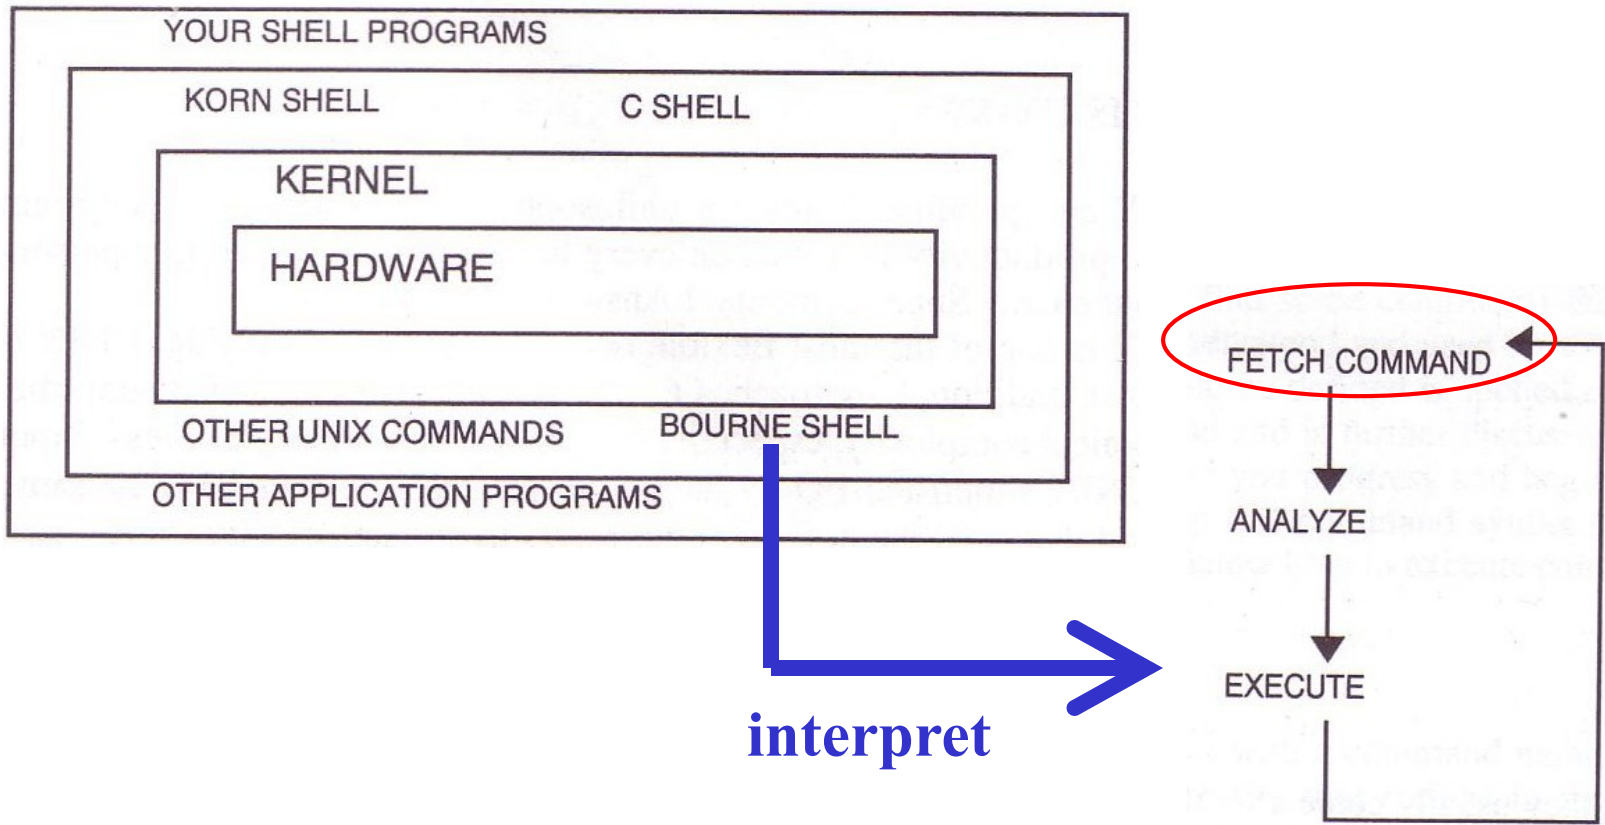 YOUR SHELL PROGRAMS
KORN SHELL
C SHELL
KERNEL
HARDWARE
OTHER UNIX COMMANDS
BOURNE SHELL
OTHER APPLICATION PROGRAMS
interpret
FETCH COMMAND
ANALYZE
EXECUTE